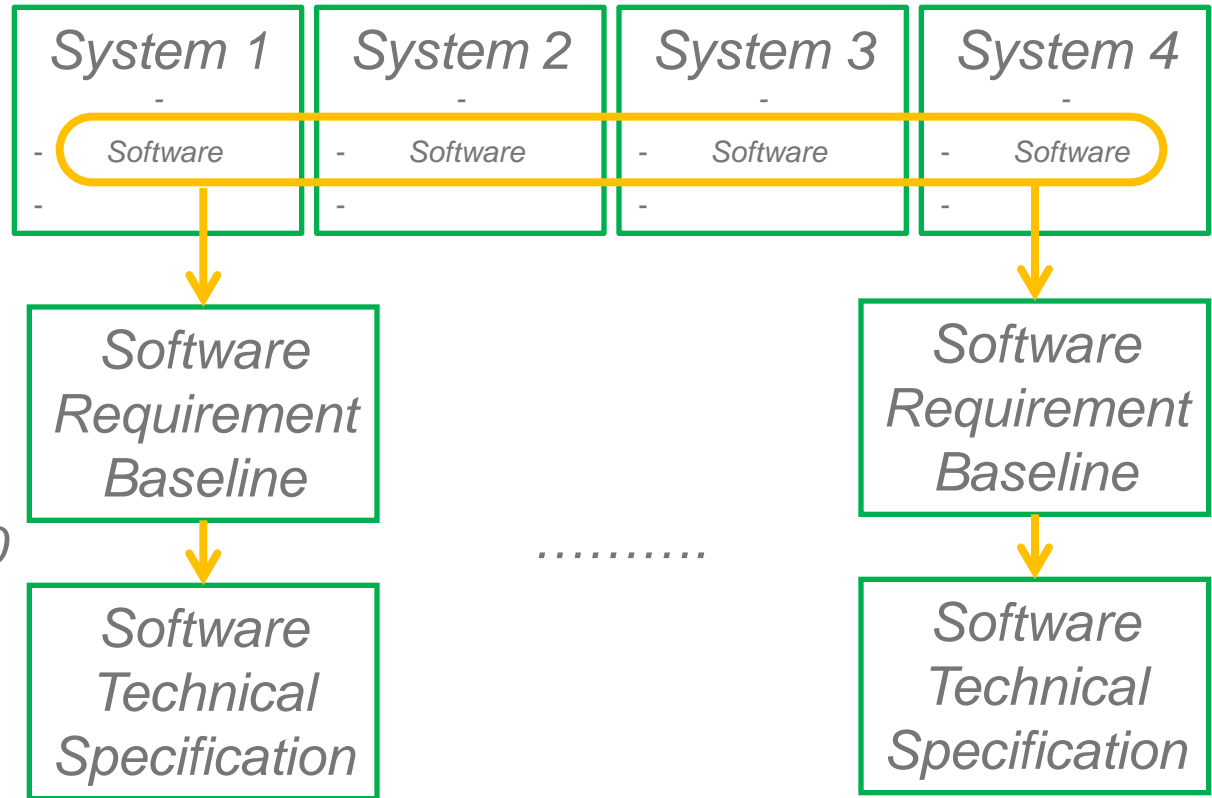 System 1 System 2 System 3 System 4
- - - -
- Software - Software - Software - Software
- - - -
Software
Requirement
Baseline
Software
Requirement
Baseline
)
……….
Software
Technical
Specification
Software
Technical
Specification